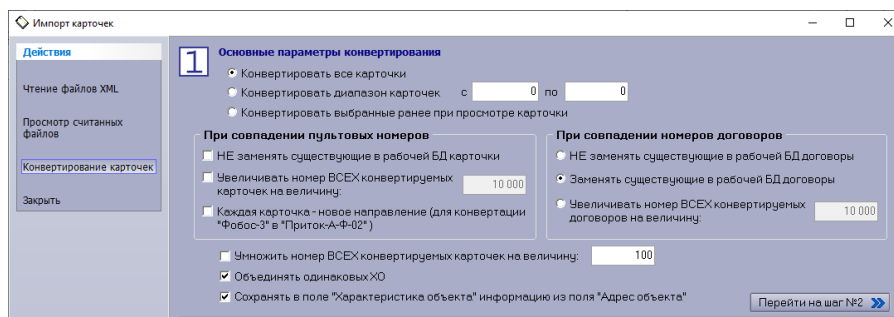 Импорт карточек
Действия
Чтение файлов XML
Просмотр считанных
файлов
Конвертирование карточек
Закрыть
1
Основные параметры конвертирования
Конвертировать все карточки
Конвертировать диапазон карточек с 0 по 0
Конвертировать выбранные ранее при просмотре карточки
При совпадении пультовых номеров
НЕ заменять существующие в рабочей БД карточки
Увеличивать номер ВСЕХ конвертируемых
карточек на величину: 10 000
Каждая карточка - новое направление (для конвертации
"Фобос-3" в "Приток-А-Ф-02")
При совпадении номеров договоров
НЕ заменять существующие в рабочей БД договоры
Заменять существующие в рабочей БД договоры
Увеличивать номер ВСЕХ конвертируемых
договоров на величину: 10 000
Умножить номер ВСЕХ конвертируемых карточек на величину: 100
Объединять одинаковых ХО
Сохранять в поле "Характеристика объекта" информацию из поля "Адрес объекта"
Перейти на шаг №2